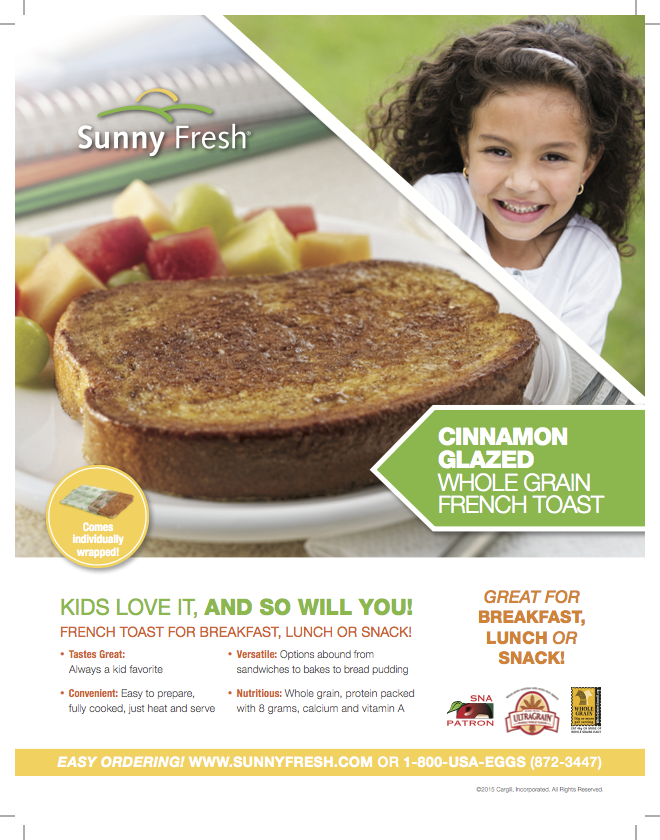 Sunny Fresh®
CINNAMON
GLAZED
WHOLE GRAIN
FRENCH TOAST
Comes
individually
wrapped!
KIDS LOVE IT, AND SO WILL YOU!
FRENCH TOAST FOR BREAKFAST, LUNCH OR SNACK!
• Tastes Great:
Always a kid favorite
• Convenient: Easy to prepare,
fully cooked, just heat and serve
• Versatile: Options abound from
sandwiches to bakes to bread pudding
• Nutritious: Whole grain, protein packed
with 8 grams, calcium and vitamin A
GREAT FOR
BREAKFAST,
LUNCH OR
SNACK!
SNA
PATRON
ULTRAGRAIN
WHOLE
GRAIN
EASY ORDERING! WWW.SUNNYFRESH.COM OR 1-800-USA-EGGS (872-3447)
©2015 Cargill, Incorporated. All Rights Reserved.